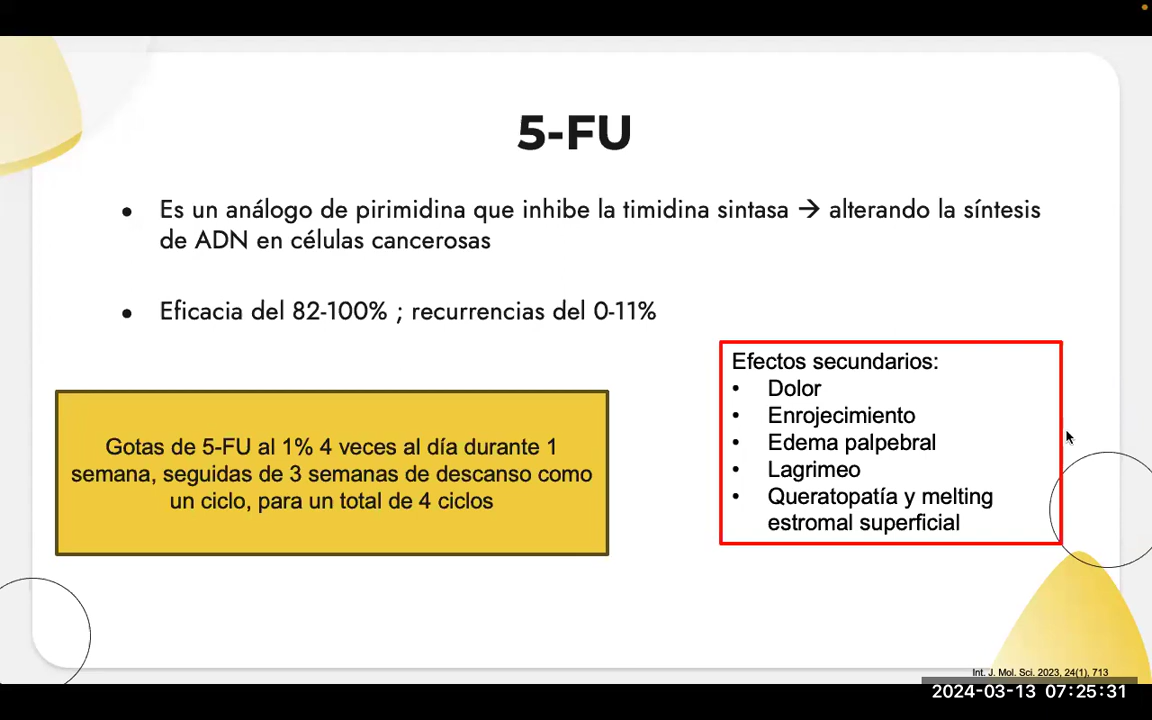 5-FU
• Es un análogo de pirimidina que inhibe la timidina sintasa → alterando la síntesis
de ADN en células cancerosas
• Eficacia del 82-100% ; recurrencias del 0-11%
Gotas de 5-FU al 1% 4 veces al día durante 1
semana, seguidas de 3 semanas de descanso como
un ciclo, para un total de 4 ciclos
Efectos secundarios:
• Dolor
• Enrojecimiento
• Edema palpebral
• Lagrimeo
• Queratopatía y melting
estromal superficial
Int. J. Mol. Sci. 2023, 24(1), 713
2024-03-13 07:25:31